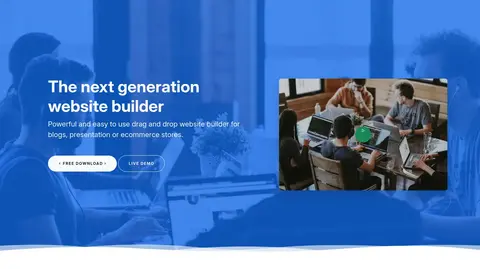 The next generation
website builder
Powerful and easy to use drag and drop website builder for
blogs, presentation or ecommerce stores.
FREE DOWNLOAD
LIVE DEMO